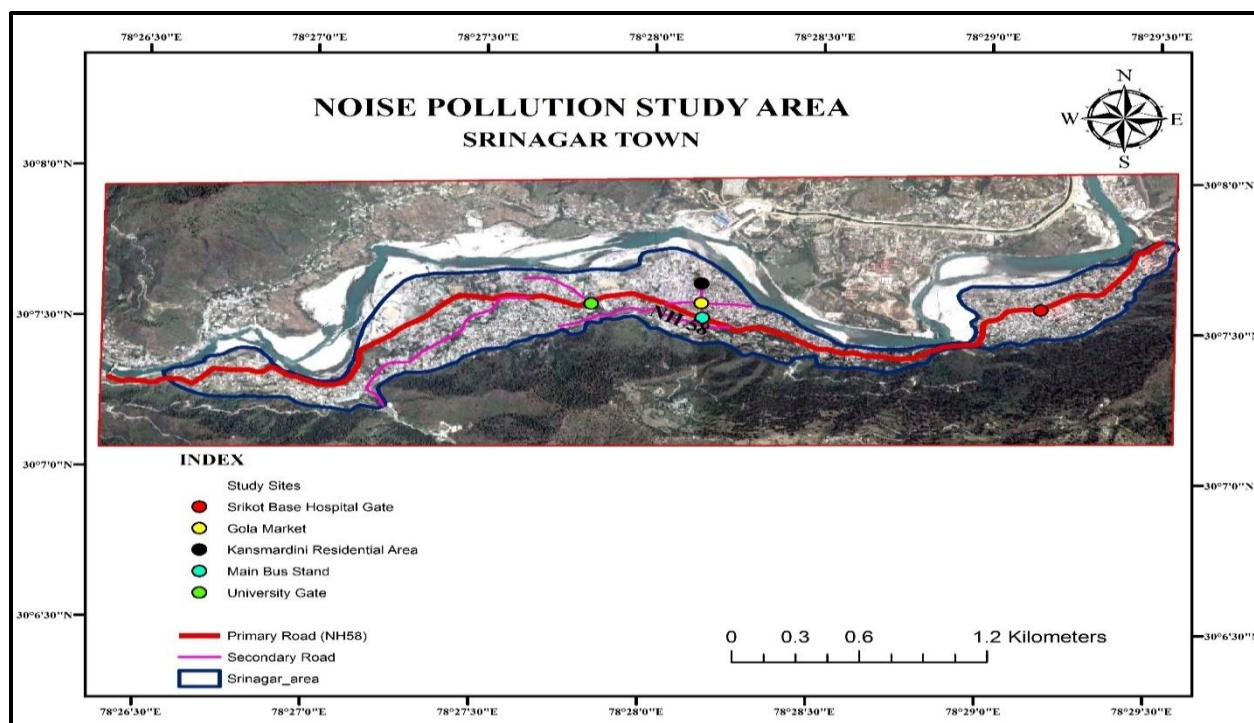 78°26'30"E 78°27'0"E 78°27'30"E 78°28'0"E 78°28'30"E 78°29'0"E 78°29'30"E
NOISE POLLUTION STUDY AREA
SRINAGAR TOWN
N
W E
S
30°8'0"N 30°8'0"N
NH 58
30°7'30"N 30°7'30"N
INDEX
30°7'0"N 30°7'0"N
Study Sites
Srikot Base Hospital Gate
Gola Market
Kansmardini Residential Area
Main Bus Stand
University Gate
30°6'30"N 30°6'30"N
Primary Road (NH58)
Secondary Road
Srinagar_area
0 0.3 0.6 1.2 Kilometers
78°26'30"E 78°27'0"E 78°27'30"E 78°28'0"E 78°28'30"E 78°29'0"E 78°29'30"E